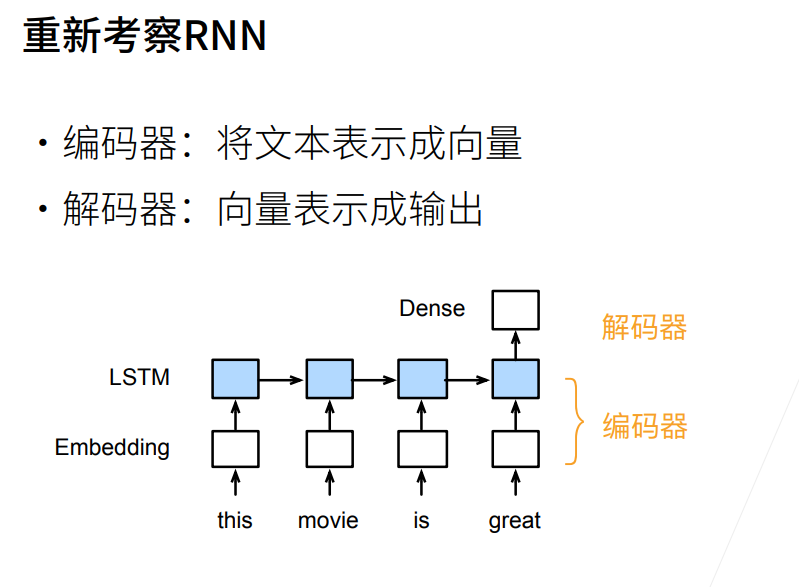 重新考察RNN
• 编码器：将文本表示成向量
• 解码器：向量表示成输出
Dense
解码器
LSTM
编码器
Embedding
this movie is great